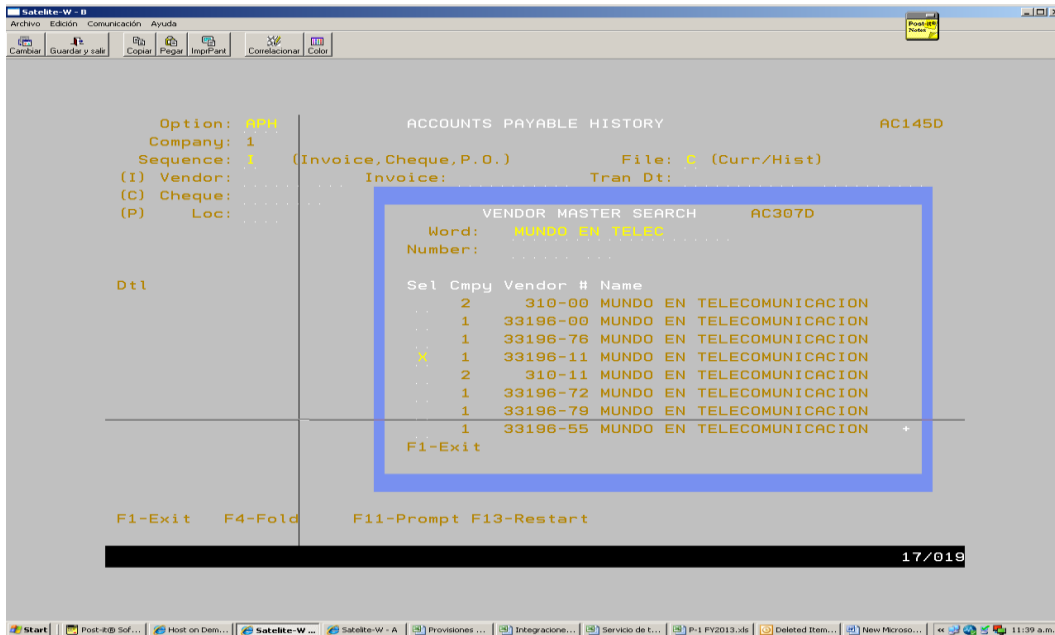 Satelite-W - B
Archivo Edición Comunicación Ayuda
Post-it® Notes
Cambiar Guardar y salir Copiar Pegar ImprPant Correlacionar Color
Option: APH ACCOUNTS PAYABLE HISTORY AC145D
Company: 1
Sequence: I (Invoice,Cheque,P.O.) File: C (Curr/Hist)
(I) Vendor: Invoice: Tran Dt:
(C) Cheque:
(P) Loc:
VENDOR MASTER SEARCH AC307D
Word: MUNDO EN TELEC
Number:
Dtl Sel Cmpy Vendor # Name
2 310-00 MUNDO EN TELECOMUNICACION
1 33196-00 MUNDO EN TELECOMUNICACION
1 33196-76 MUNDO EN TELECOMUNICACION
X 1 33196-11 MUNDO EN TELECOMUNICACION
2 310-11 MUNDO EN TELECOMUNICACION
1 33196-72 MUNDO EN TELECOMUNICACION
1 33196-79 MUNDO EN TELECOMUNICACION
1 33196-55 MUNDO EN TELECOMUNICACION +
F1-Exit
F1-Exit F4-Fold F11-Prompt F13-Restart
17/019
Start Post-it® Sof... Host on Dem... Satelite-W ... Satelite-W - A Provisiones ... Integracione... Servicio de t... P-1 FY2013.xls Deleted Item... New Microso... « 11:39 a.m.